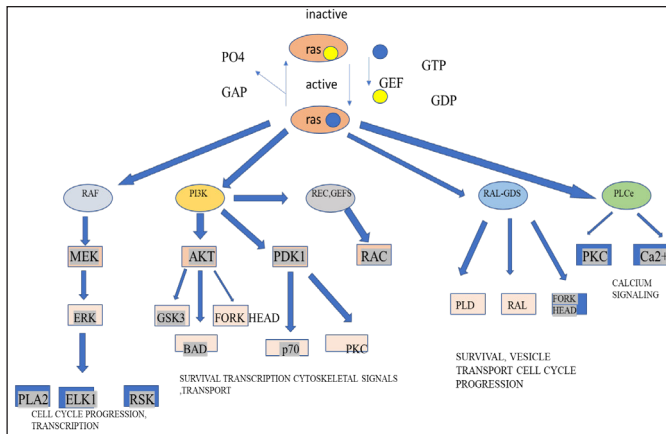 inactive
ras
PO4
GTP
GAP
active
GEF
GDP
ras
RAF
PI3K
REC,GEFS
RAL-GDS
PLCe
MEK
AKT
PDK1
RAC
PKC
Ca2+
CALCIUM
SIGNALING
ERK
GSK3
FORK HEAD
PLD
RAL
FORK
HEAD
BAD
p70
PKC
SURVIVAL, VESICLE
TRANSPORT CELL CYCLE
PROGRESSION
SURVIVAL TRANSCRIPTION CYTOSKELETAL SIGNALS
,TRANSPORT
PLA2
ELK1
RSK
CELL CYCLE PROGRESSION,
TRANSCRIPTION